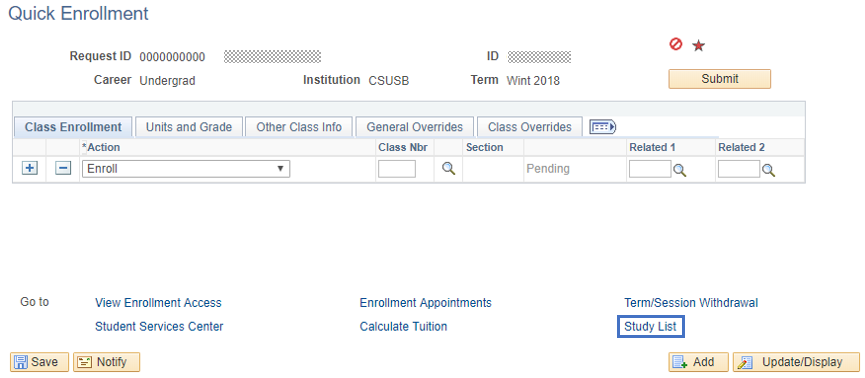 Quick Enrollment
Request ID 0000000000 ID
Career Undergrad Institution CSUSB Term Wint 2018 Submit
Class Enrollment Units and Grade Other Class Info General Overrides Class Overrides
*Action Class Nbr Section Related 1 Related 2
Enroll Pending
Go to View Enrollment Access Enrollment Appointments Term/Session Withdrawal
Student Services Center Calculate Tuition Study List
Save Notify Add Update/Display